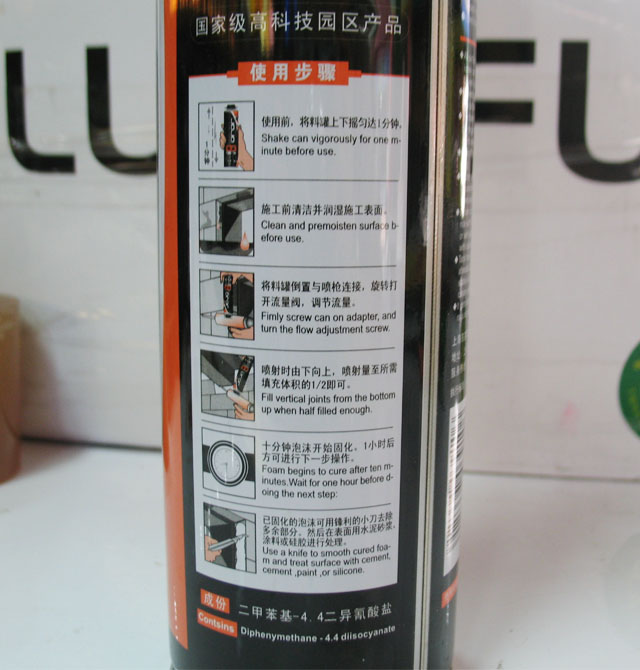 国家级高科技园区产品
使用步骤
使用前，将料罐上下摇匀达1分钟。
Shake can vigorously for one m-
inute before use.
1分钟
施工前清洁并润湿施工表面。
Clean and premoisten surface b-
efore use.
将料罐倒置与喷枪连接，旋转打
开流量阀，调节流量。
Fimly screw can on adapter, and
turn the flow adjustment screw.
喷射时由下向上，喷射量至所需
填充体积的1/2即可。
Fill vertical joints from the bottom
up when half filled enough.
十分钟泡沫开始固化。1小时后
方可进行下一步操作。
Foam begins to cure after ten m-
inutes.Wait for one hour before d-
oing the next step:
已固化的泡沫可用锋利的小刀去除
多余部分。然后在表面用水泥砂浆、
涂料或硅胶进行处理。
Use a knife to smooth cured foa-
m and treat surface with cement,
cement ,paint ,or silicone.
成份 二甲苯基-4.4二异氰酸盐
Contsins Diphenymethane - 4.4 diisocyanate
LU
FU